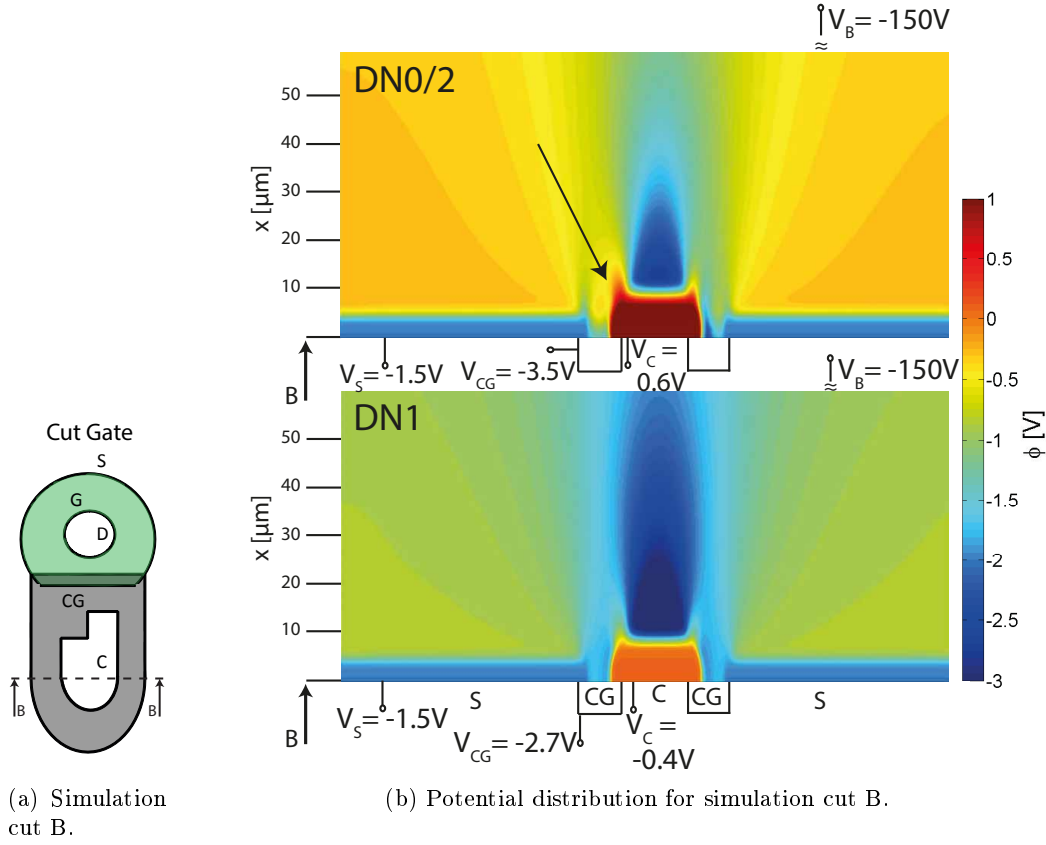 V_B = -150V
≈
DN0/2
50
40
30
20
10
x [μm]
B
V_S = -1.5V
V_CG = -3.5V
V_C =
0.6V
V_B = -150V
≈
DN1
50
40
30
20
10
x [μm]
B
S
CG
C
CG
S
V_S = -1.5V
V_CG = -2.7V
V_C =
-0.4V
1
0.5
0
-0.5
-1
-1.5
-2
-2.5
-3
ϕ [V]
Cut Gate
S
G
D
CG
C
B
B
(a) Simulation
cut B.
(b) Potential distribution for simulation cut B.